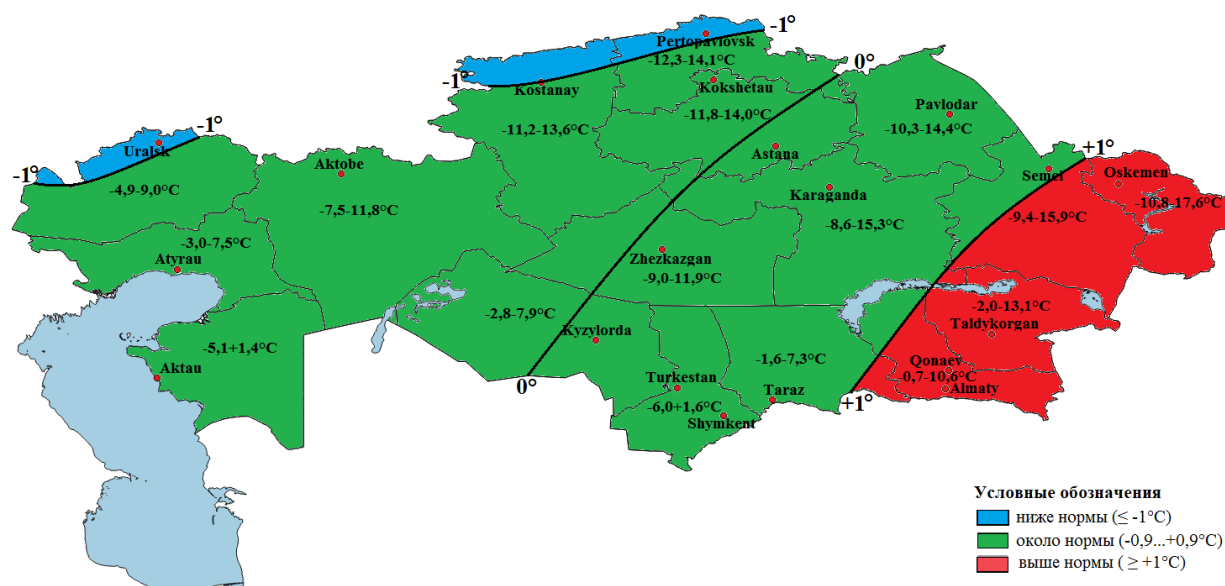 -1°
Pertopavlovsk
-12,3-14,1°C
0°
-1°
Kostanay
Kokshetau
-11,8-14,0°C
Pavlodar
-10,3-14,4°C
-11,2-13,6°C
-1°
Uralsk
Astana
+1°
-1°
Aktobe
Semei
Oskemen
-4,9-9,0°C
Karaganda
-10,8-17,6°C
-7,5-11,8°C
-9,4-15,9°C
-8,6-15,3°C
-3,0-7,5°C
Atyrau
Zhezkazgan
-9,0-11,9°C
-2,0-13,1°C
-2,8-7,9°C
Kyzylorda
Taldykorgan
-5,1+1,4°C
-1,6-7,3°C
Qonaev
Aktau
-0,7-10,6°C
0°
Turkestan
Taraz
+1°
Almaty
-6,0+1,6°C
Shymkent
Условные обозначения
ниже нормы (≤ -1°C)
около нормы (-0,9...+0,9°C)
выше нормы ( ≥ +1°C)